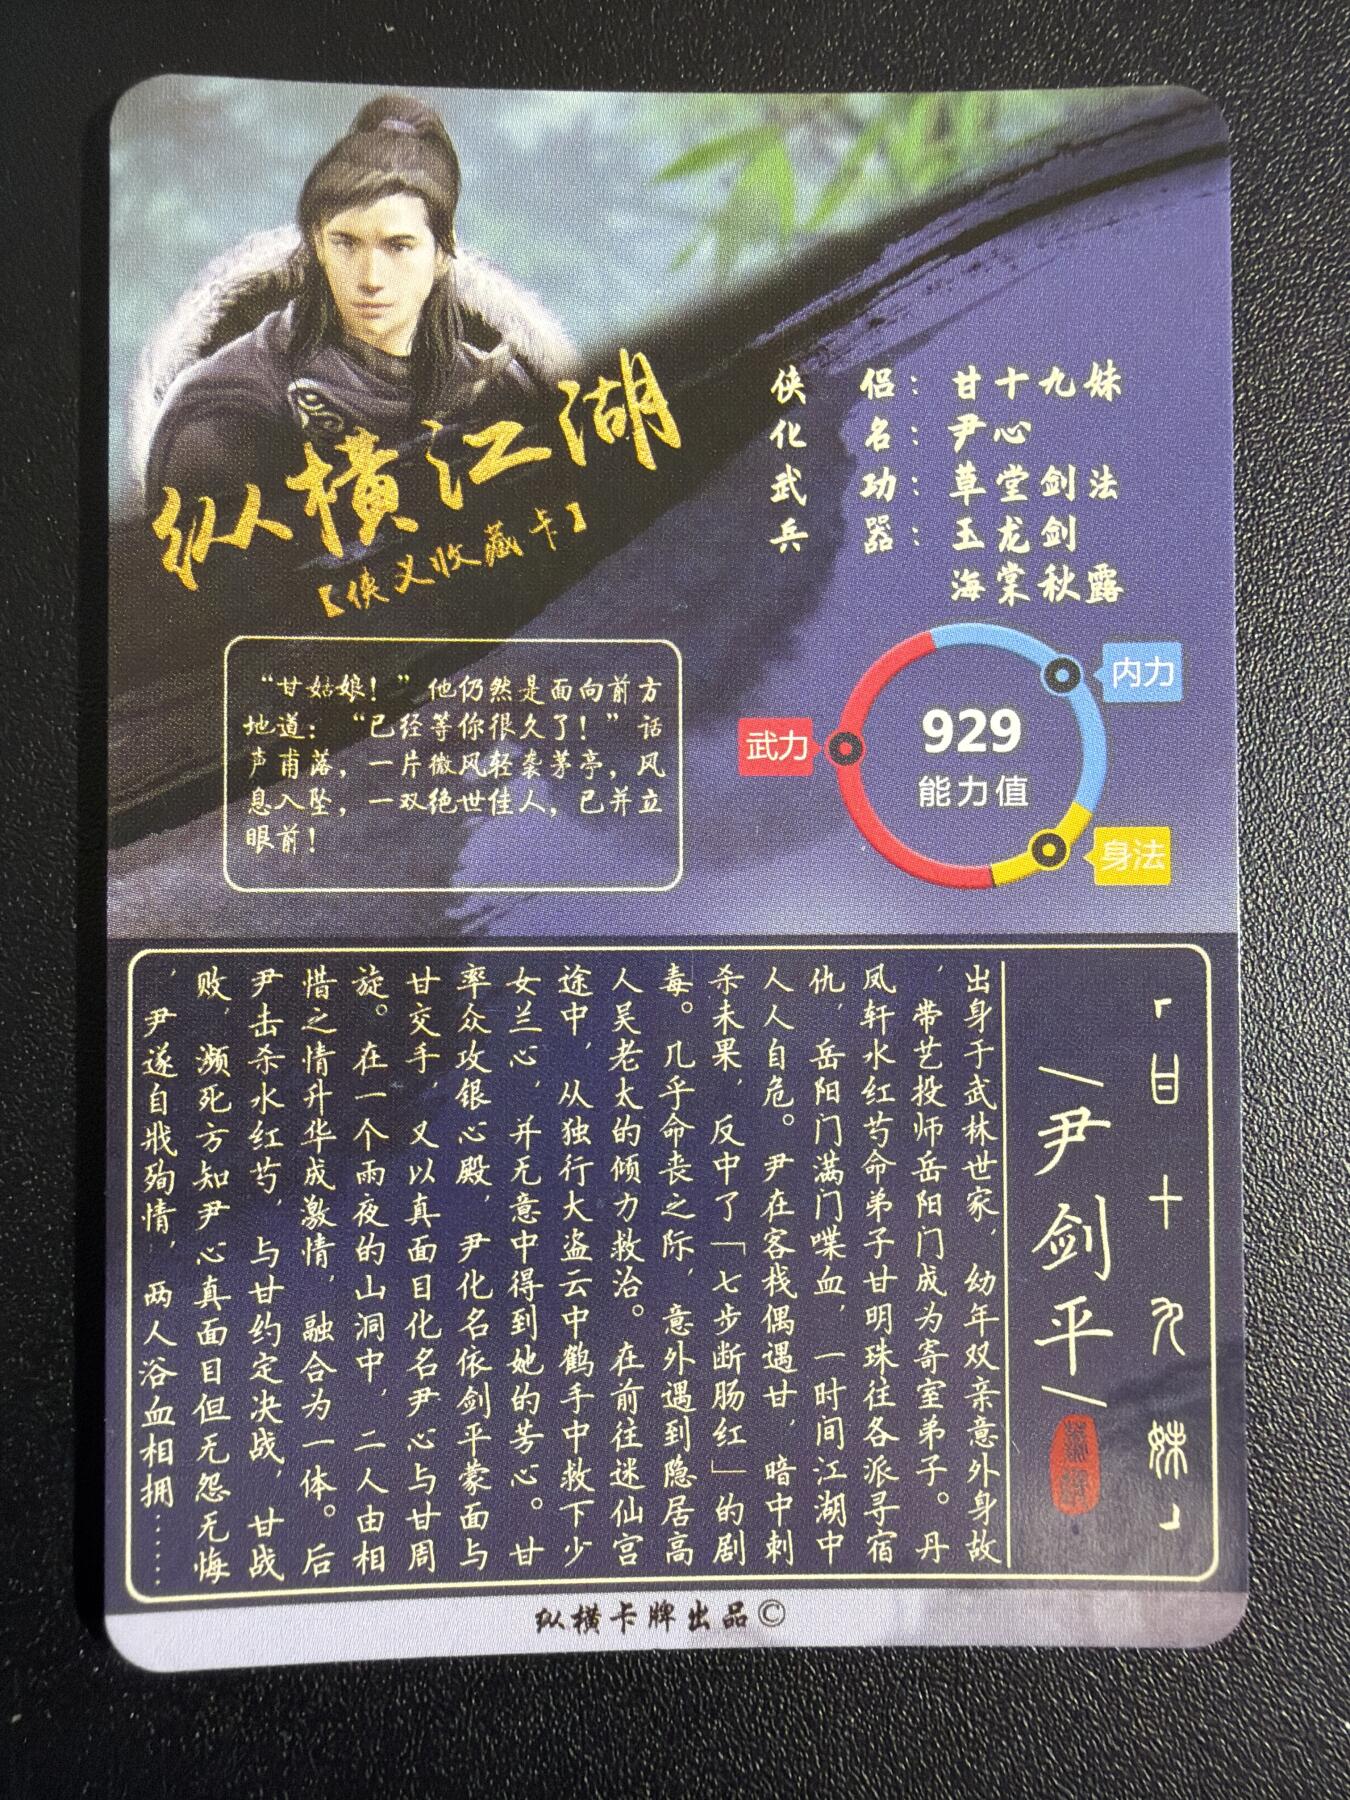 纵横江湖
【侠义收藏卡】
侠侣：甘十九妹
化名：尹心
武功：草堂剑法
兵器：玉龙剑
海棠秋露
“甘姑娘！”他仍然是面向前方
地道：“已经等你很久了！”话
声甫落，一片微风轻袭茅亭，风
息入坠，一双绝世佳人，已并立
眼前！
内力
武力
929
能力值
身法
「甘十九妹」
/尹剑平/
出身于武林世家，幼年双亲意外身故
，带艺投师岳阳门成为寄室弟子。丹
凤轩水红芍命弟子甘明珠往各派寻宿
仇，岳阳门满门喋血，一时间江湖中
人人自危。尹在客栈偶遇甘，暗中刺
杀未果，反中了「七步断肠红」的剧
毒。几乎命丧之际，意外遇到隐居高
人吴老太的倾力救治。在前往迷仙宫
途中，从独行大盗云中鹤手中救下少
女兰心，并无意中得到她的芳心。甘
率众攻银心殿，尹化名依剑平蒙面与
甘交手，又以真面目化名尹心与甘周
旋。在一个雨夜的山洞中，二人由相
惜之情升华成激情，融合为一体。后
尹击杀水红芍，与甘约定决战，甘战
败，濒死方知尹心真面目但无怨无悔
，尹遂自戕殉情，两人浴血相拥……
纵横卡牌出品©